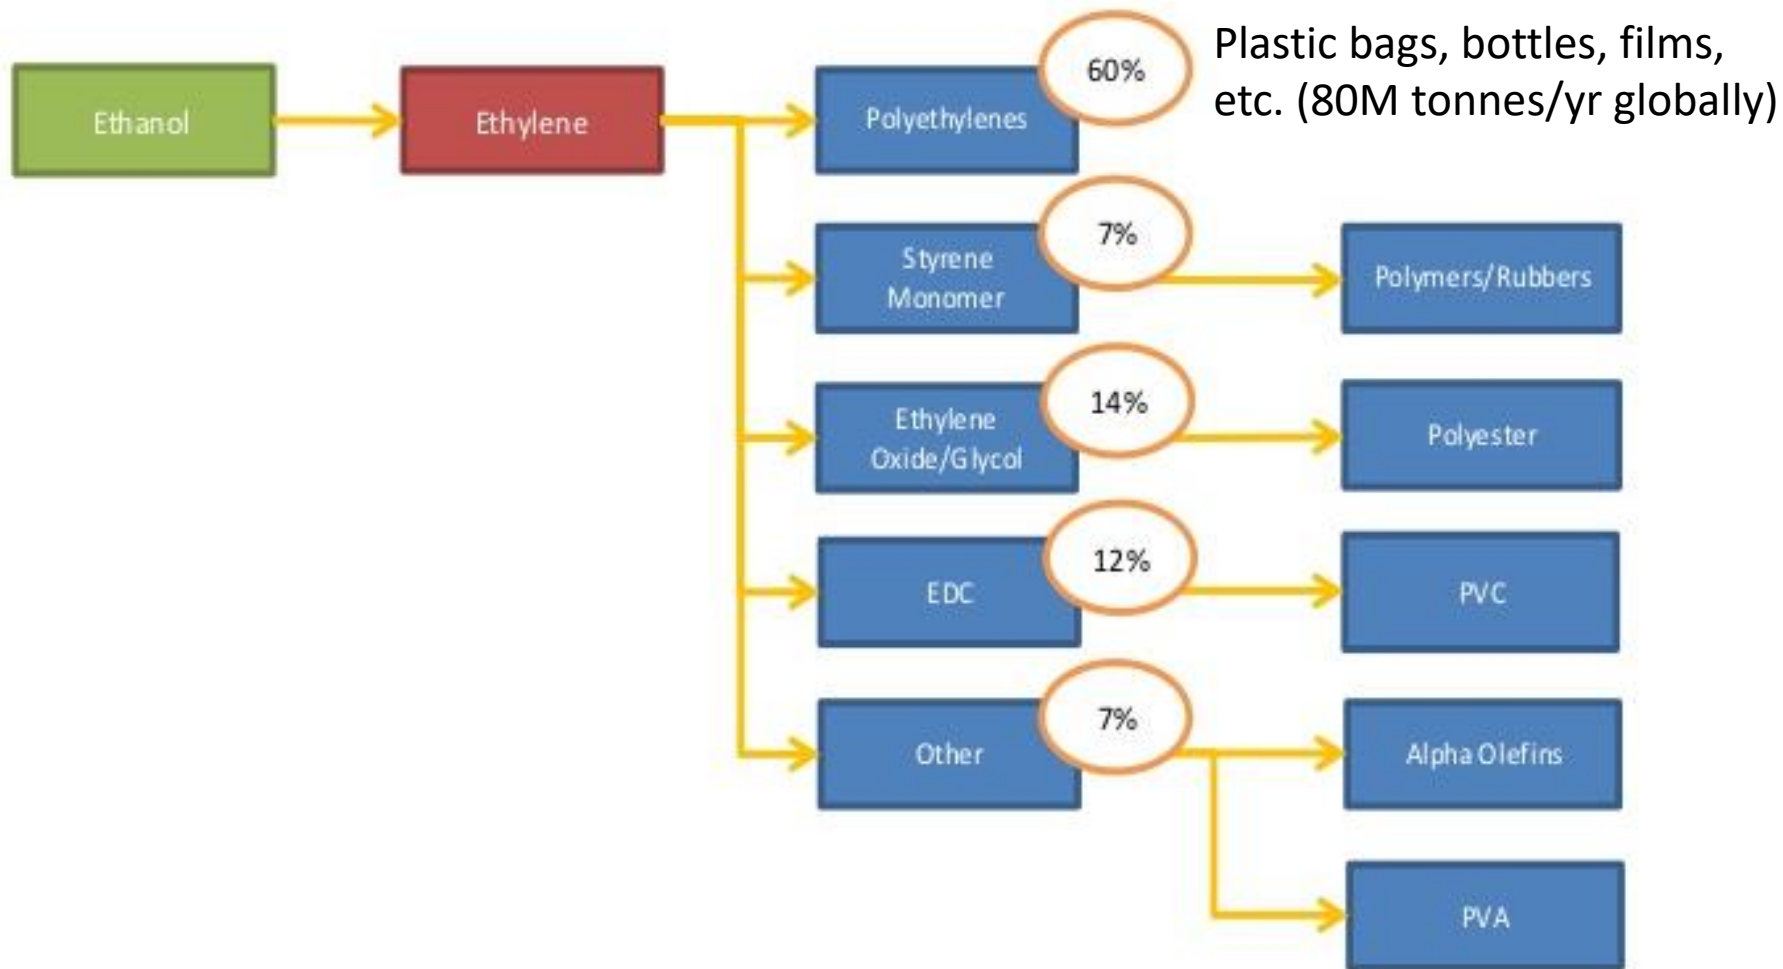 60%
Plastic bags, bottles, films,
etc. (80M tonnes/yr globally)
Ethanol
Ethylene
Polyethylenes
7%
Styrene
Monomer
Polymers/Rubbers
14%
Ethylene
Oxide/Glycol
Polyester
12%
EDC
PVC
7%
Other
Alpha Olefins
PVA